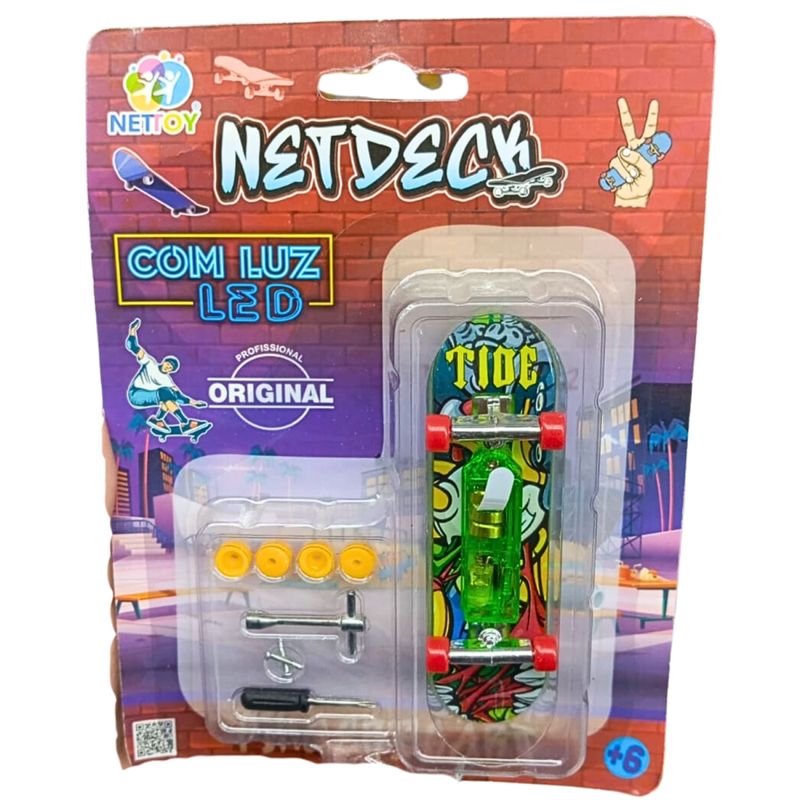 NETTOY
NETDECK
COM LUZ
LED
PROFISSIONAL
ORIGINAL
TIDE
+6